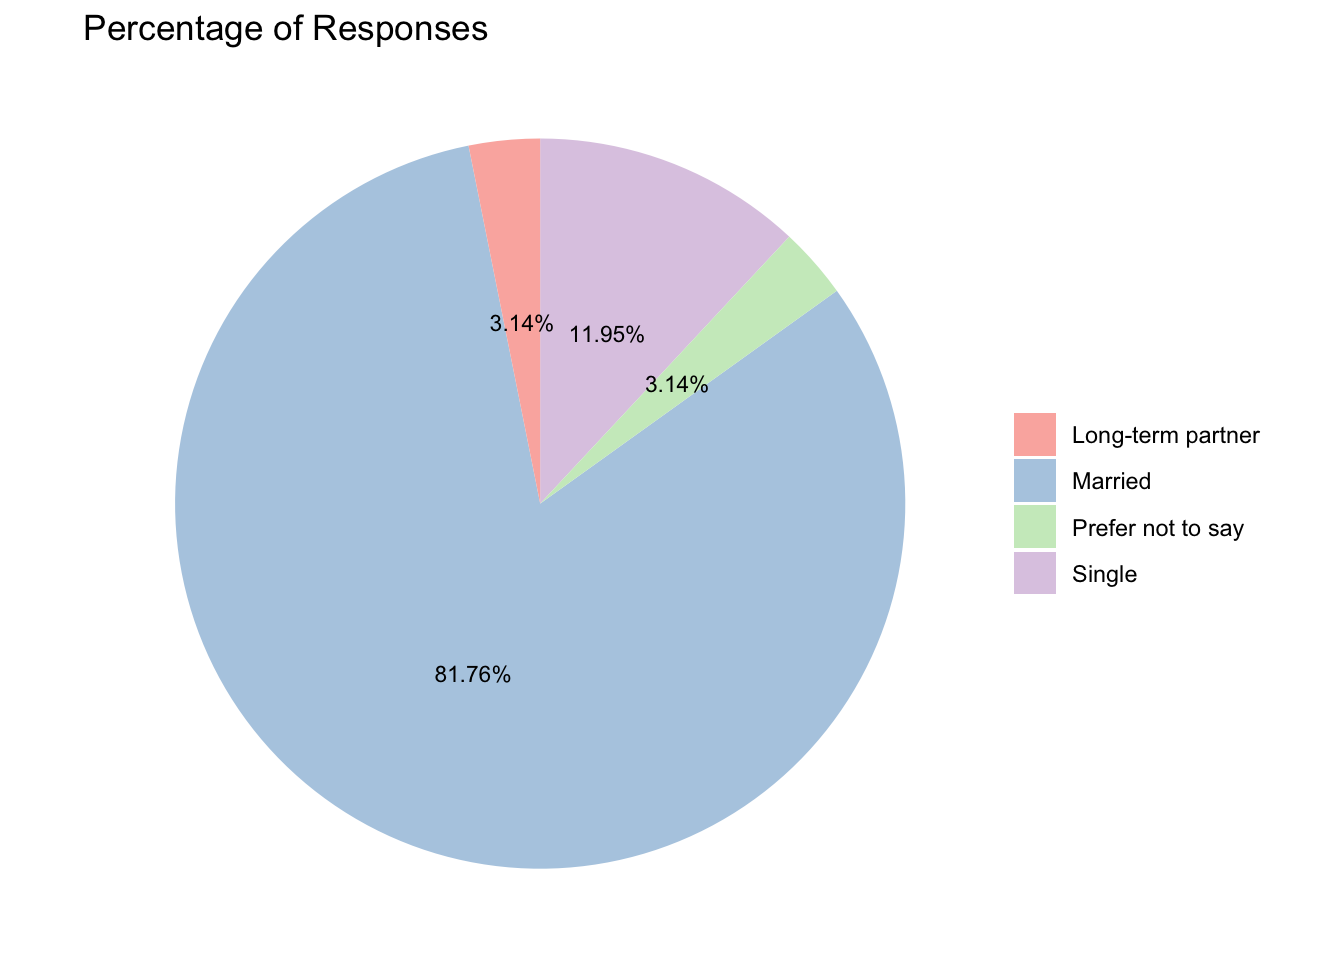 Percentage of Responses
3.14%
11.95%
3.14%
81.76%
Long-term partner
Married
Prefer not to say
Single